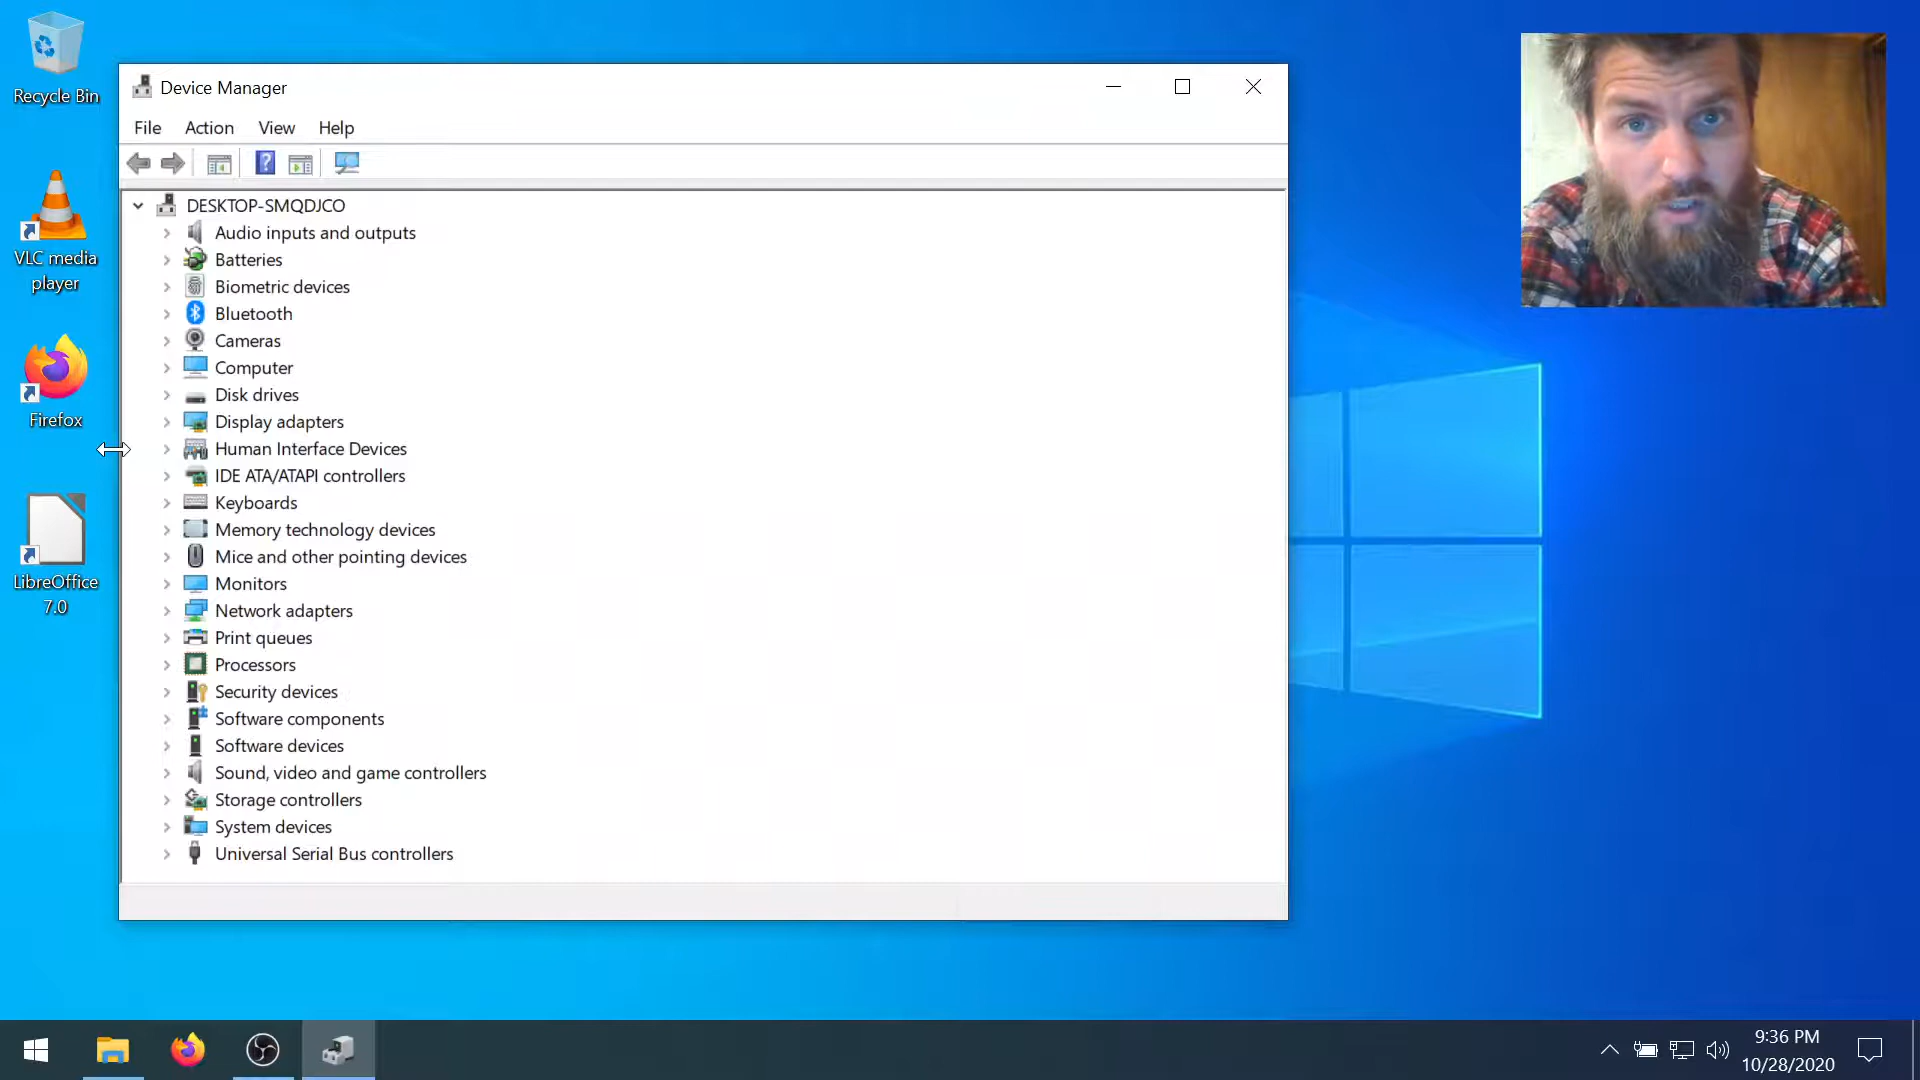 Recycle Bin
VLC media
player
Firefox
LibreOffice
7.0
Device Manager
File Action View Help
DESKTOP-SMQDJCO
Audio inputs and outputs
Batteries
Biometric devices
Bluetooth
Cameras
Computer
Disk drives
Display adapters
Human Interface Devices
IDE ATA/ATAPI controllers
Keyboards
Memory technology devices
Mice and other pointing devices
Monitors
Network adapters
Print queues
Processors
Security devices
Software components
Software devices
Sound, video and game controllers
Storage controllers
System devices
Universal Serial Bus controllers
9:36 PM
10/28/2020